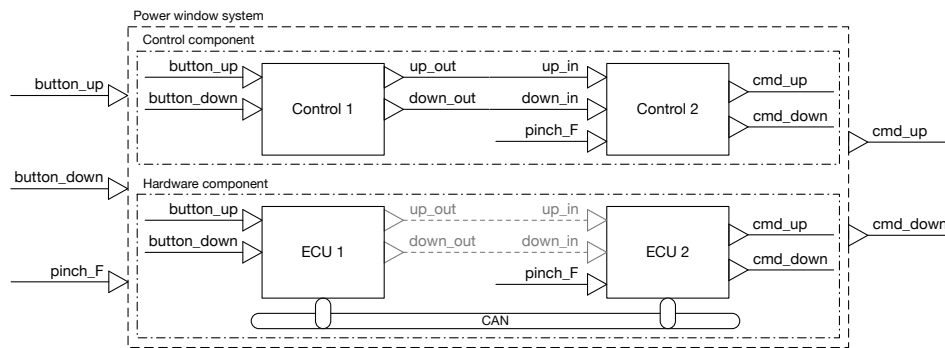 Power window system
Control component
button_up
button_down
Control 1
up_out
down_out
up_in
down_in
pinch_F
Control 2
cmd_up
cmd_down
button_up
button_down
pinch_F
cmd_up
cmd_down
Hardware component
button_up
button_down
ECU 1
up_out
down_out
up_in
down_in
pinch_F
ECU 2
cmd_up
cmd_down
CAN